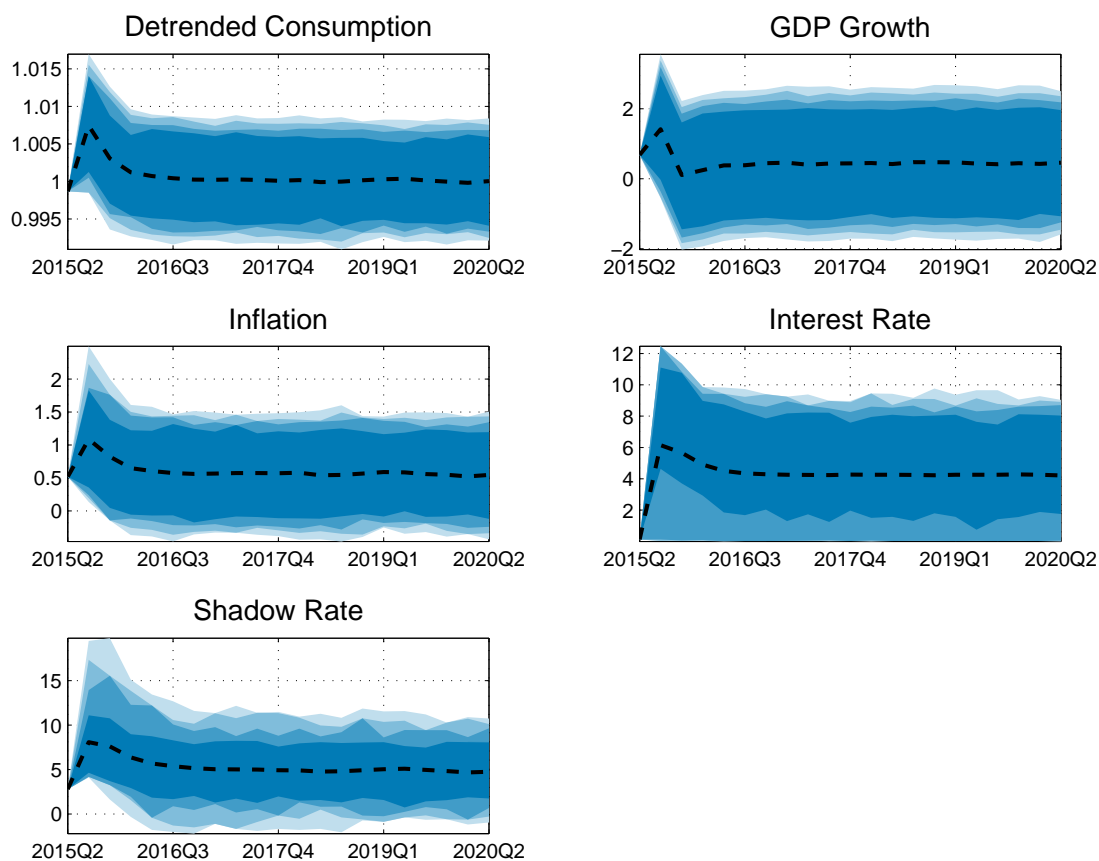 Detrended Consumption
1.015
1.01
1.005
1
0.995
2015Q2 2016Q3 2017Q4 2019Q1 2020Q2
GDP Growth
2
0
−2
2015Q2 2016Q3 2017Q4 2019Q1 2020Q2
Inflation
2
1.5
1
0.5
0
2015Q2 2016Q3 2017Q4 2019Q1 2020Q2
Interest Rate
12
10
8
6
4
2
2015Q2 2016Q3 2017Q4 2019Q1 2020Q2
Shadow Rate
15
10
5
0
2015Q2 2016Q3 2017Q4 2019Q1 2020Q2